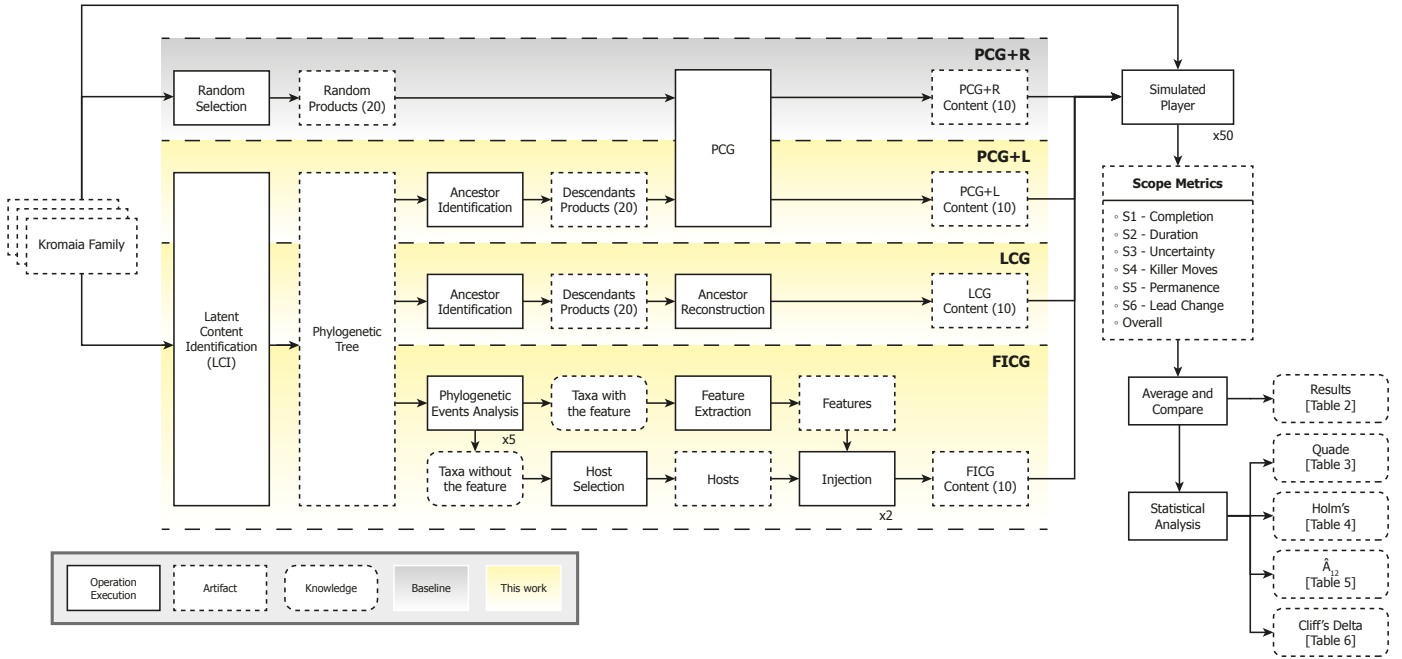 PCG+R
Random
Selection
Random
Products (20)
PCG
PCG+R
Content (10)
Simulated
Player
x50
PCG+L
Ancestor
Identification
Descendants
Products (20)
PCG+L
Content (10)
Kromaia Family
Latent
Content
Identification
(LCI)
Phylogenetic
Tree
LCG
Ancestor
Identification
Descendants
Products (20)
Ancestor
Reconstruction
LCG
Content (10)
FICG
Phylogenetic
Events Analysis
x5
Taxa with
the feature
Feature
Extraction
Features
Taxa without
the feature
Host
Selection
Hosts
Injection
x2
FICG
Content (10)
Scope Metrics
◦ S1 - Completion
◦ S2 - Duration
◦ S3 - Uncertainty
◦ S4 - Killer Moves
◦ S5 - Permanence
◦ S6 - Lead Change
◦ Overall
Average and
Compare
Results
[Table 2]
Quade
[Table 3]
Statistical
Analysis
Holm's
[Table 4]
Â12
[Table 5]
Cliff's Delta
[Table 6]
Operation
Execution
Artifact
Knowledge
Baseline
This work